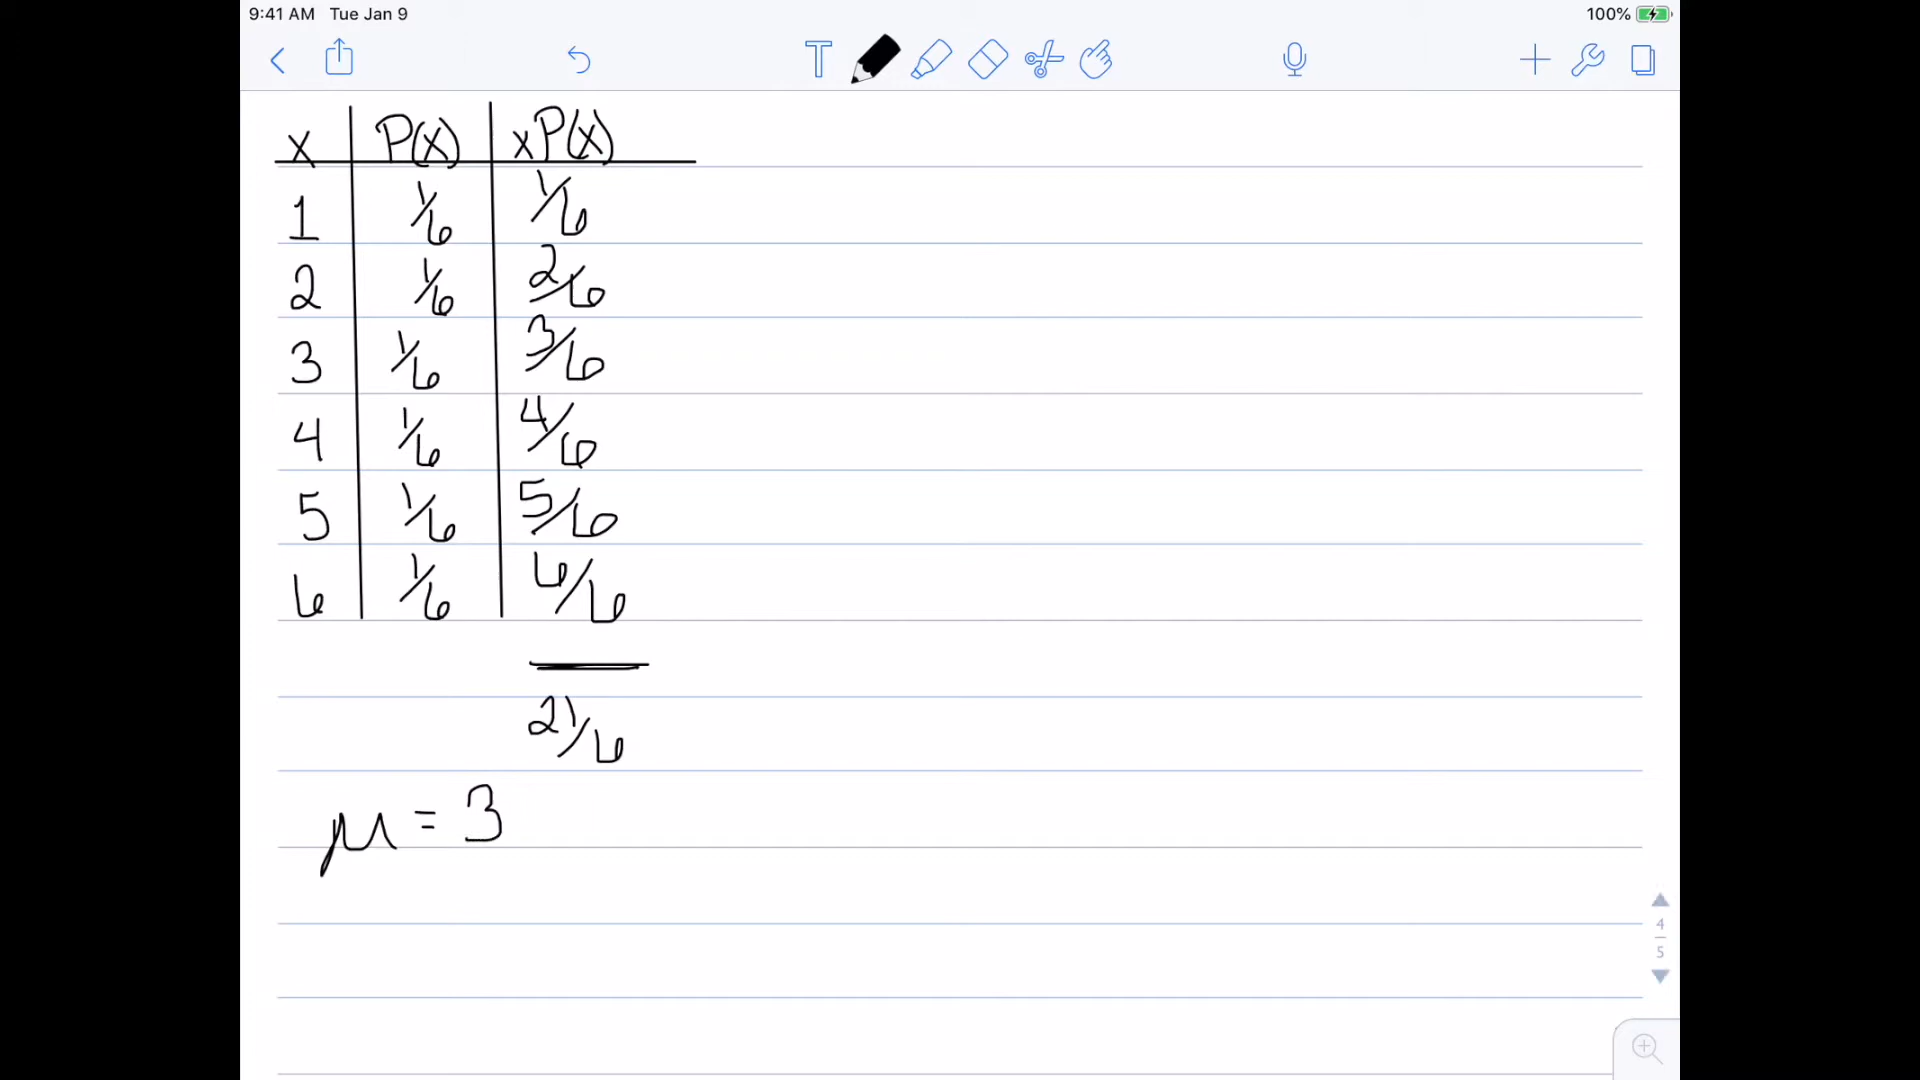 9:41 AM Tue Jan 9 100%
T
x P(x) xP(x)
1 1/6 1/6
2 1/6 2/6
3 1/6 3/6
4 1/6 4/6
5 1/6 5/6
6 1/6 6/6
21/6
μ = 3
4
5